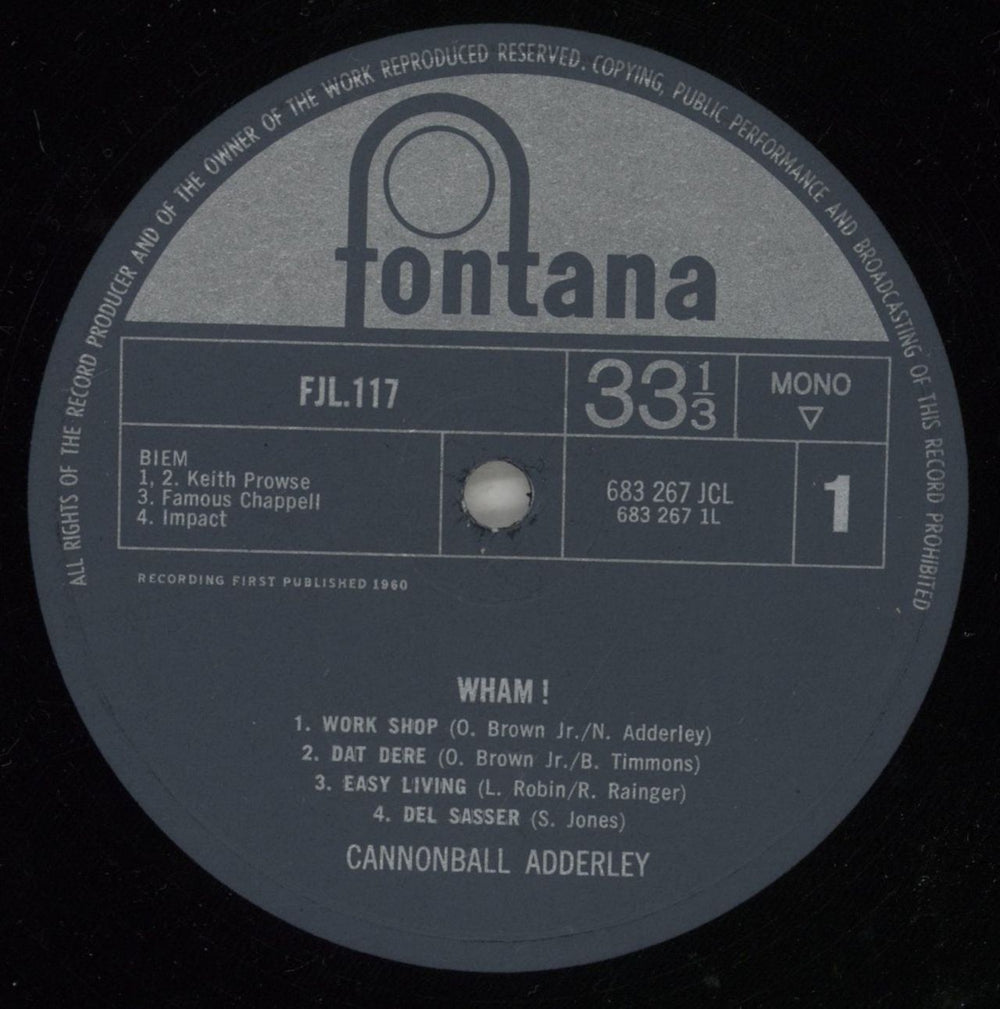 ALL RIGHTS OF THE RECORD PRODUCER AND OF THE OWNER OF THE WORK REPRODUCED RESERVED. COPYING, PUBLIC PERFORMANCE AND BROADCASTING OF THIS RECORD PROHIBITED
fontana
FJL.117
33⅓
MONO
▽
BIEM
1, 2. Keith Prowse
3. Famous Chappell
4. Impact
683 267 JCL
683 267 1L
1
RECORDING FIRST PUBLISHED 1960
WHAM !
1. WORK SHOP (O. Brown Jr./N. Adderley)
2. DAT DERE (O. Brown Jr./B. Timmons)
3. EASY LIVING (L. Robin/R. Rainger)
4. DEL SASSER (S. Jones)
CANNONBALL ADDERLEY